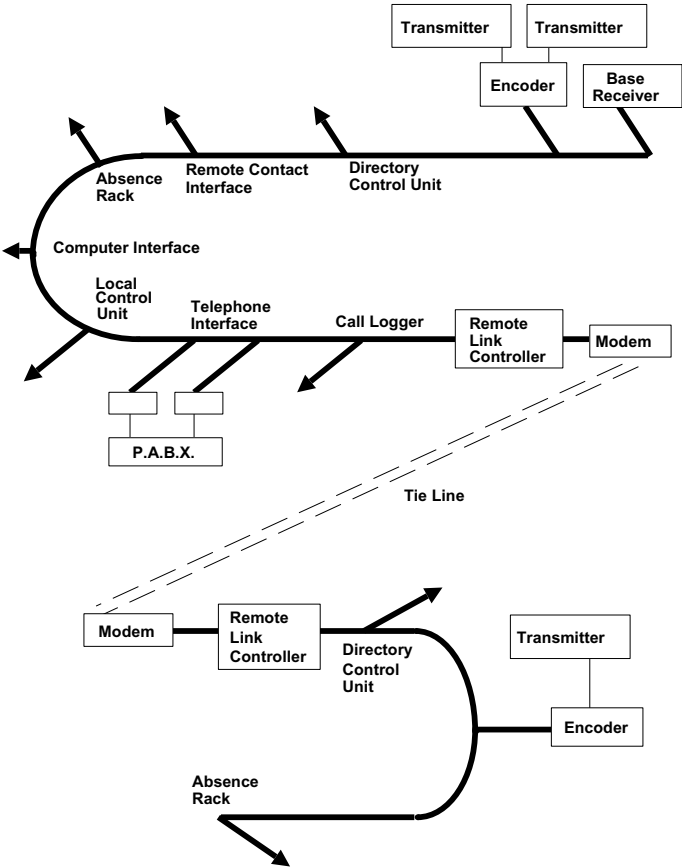 Transmitter
Transmitter
Encoder
Base
Receiver
Absence
Rack
Remote Contact
Interface
Directory
Control Unit
Computer Interface
Local
Control
Unit
Telephone
Interface
Call Logger
Remote
Link
Controller
Modem
P.A.B.X.
Tie Line
Modem
Remote
Link
Controller
Directory
Control
Unit
Transmitter
Encoder
Absence
Rack